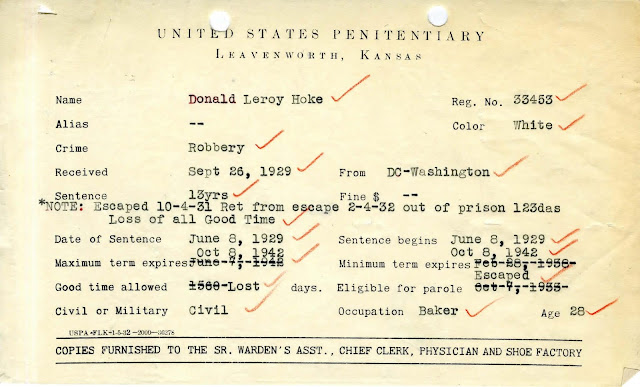 UNITED STATES PENITENTIARY
LEAVENWORTH, KANSAS
Name Donald Leroy Hoke Reg. No. 33453
Alias -- Color White
Crime Robbery
Received Sept 26, 1929 From DC-Washington
Sentence 13yrs Fine $ --
*NOTE: Escaped 10-4-31 Ret from escape 2-4-32 out of prison 123das
Loss of all Good Time
Date of Sentence June 8, 1929 Sentence begins June 8, 1929
Oct 8, 1942 Oct 8, 1942
Maximum term expires June 7, 1942 Minimum term expires Feb 28, 1938
Escaped
Good time allowed 1560 Lost days. Eligible for parole Oct 7, 1933
Civil or Military Civil Occupation Baker Age 28
USPA-FLK-1-5-32-2000-36278
COPIES FURNISHED TO THE SR. WARDEN'S ASST., CHIEF CLERK, PHYSICIAN AND SHOE FACTORY